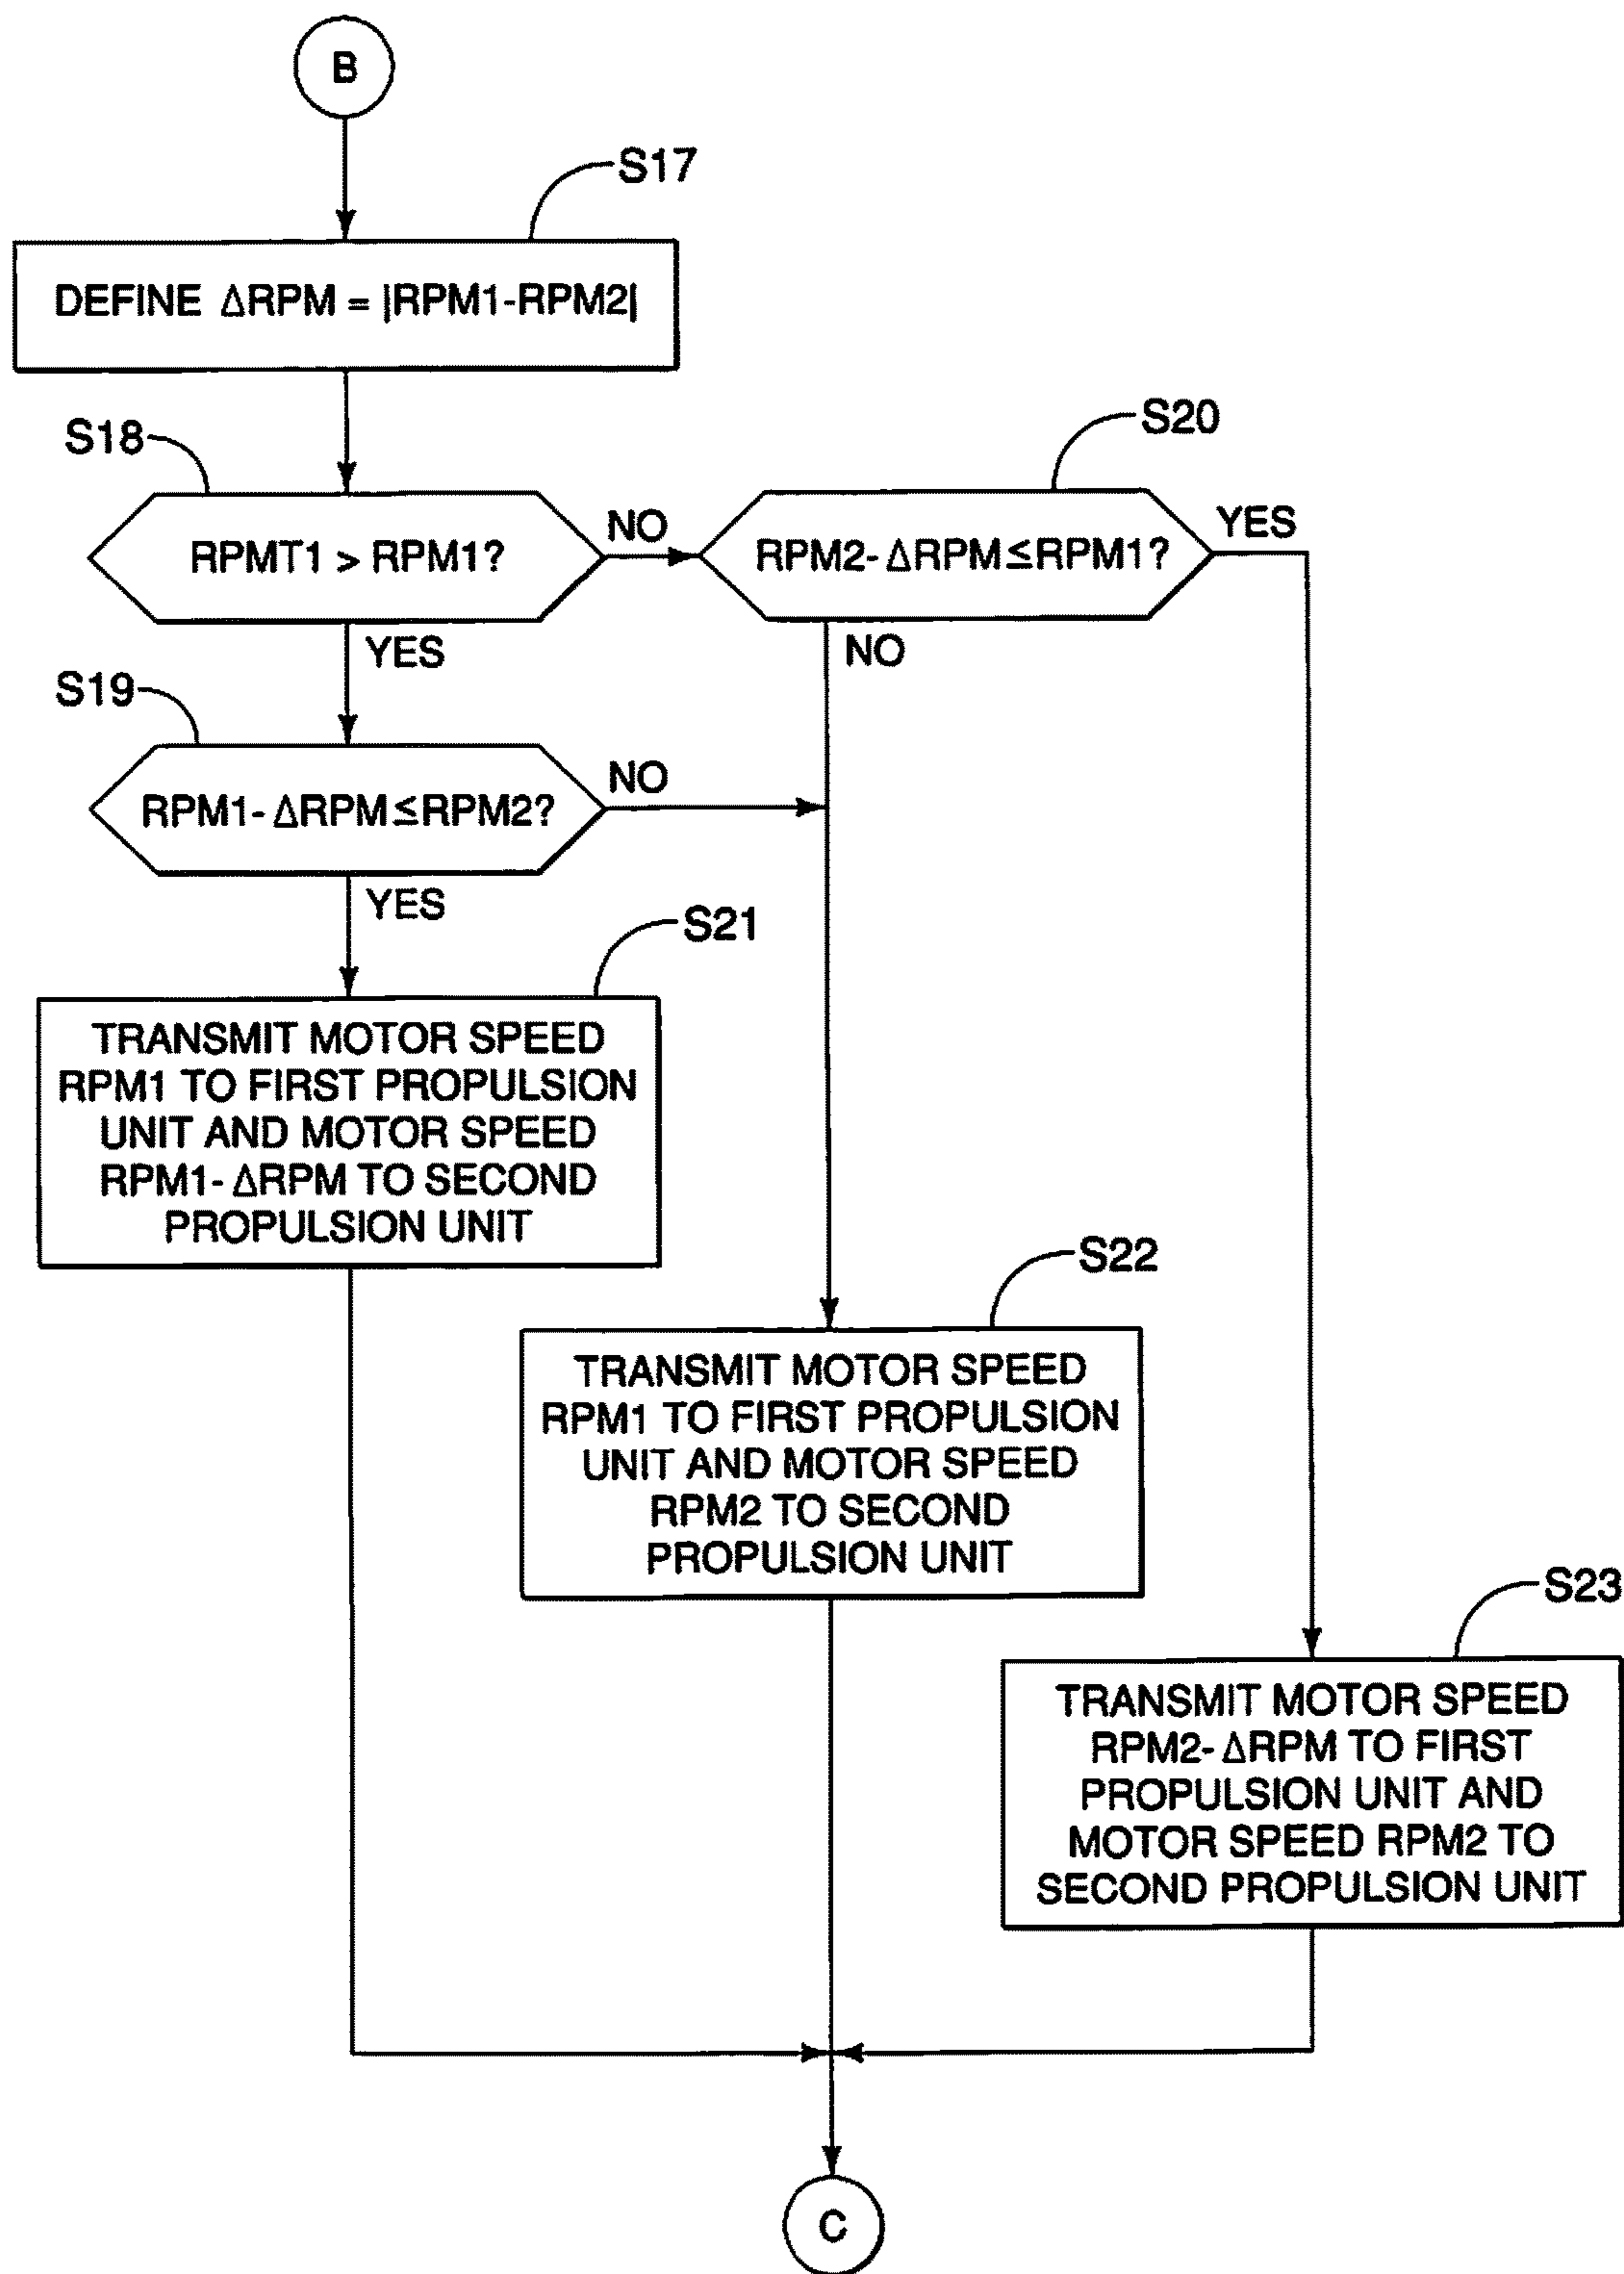 B
S17
DEFINE ΔRPM = |RPM1-RPM2|
S18
S20
RPMT1 > RPM1?
NO
RPM2- ΔRPM ≤ RPM1?
YES
YES
NO
S19
RPM1- ΔRPM ≤ RPM2?
NO
YES
S21
TRANSMIT MOTOR SPEED
RPM1 TO FIRST PROPULSION
UNIT AND MOTOR SPEED
RPM1- ΔRPM TO SECOND
PROPULSION UNIT
S22
TRANSMIT MOTOR SPEED
RPM1 TO FIRST PROPULSION
UNIT AND MOTOR SPEED
RPM2 TO SECOND
PROPULSION UNIT
S23
TRANSMIT MOTOR SPEED
RPM2- ΔRPM TO FIRST
PROPULSION UNIT AND
MOTOR SPEED RPM2 TO
SECOND PROPULSION UNIT
C